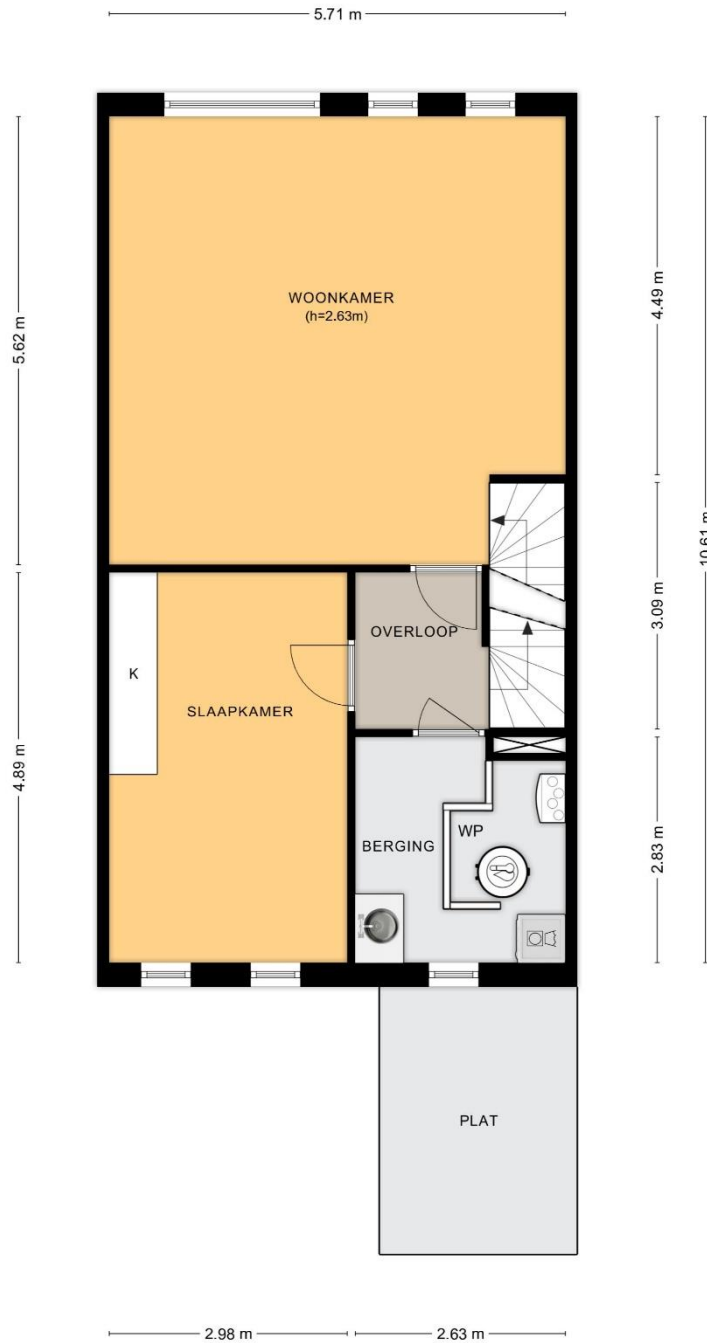 5.71 m
WOONKAMER
(h=2.63m)
5.62 m
4.49 m
10.61 m
3.09 m
OVERLOOP
K
SLAAPKAMER
4.89 m
BERGING
WP
2.83 m
PLAT
2.98 m
2.63 m